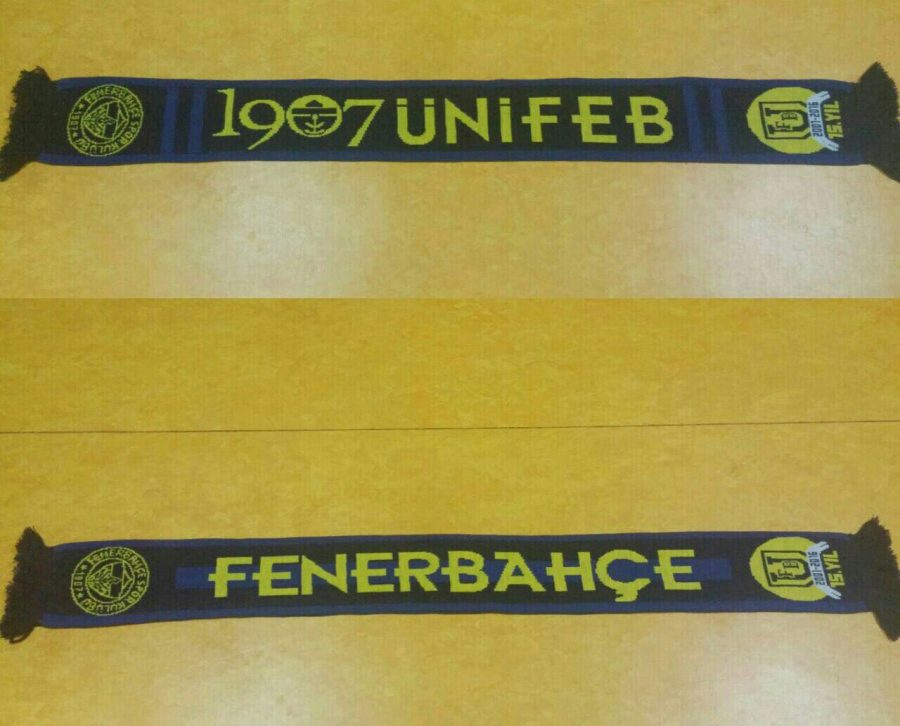 FENERBAHÇE SPOR KULÜBÜ ★ 1907 ★
1907 ÜNİFEB
15.YIL
2001-2016
FENERBAHÇE SPOR KULÜBÜ ★ 1907 ★
FENERBAHÇE
15.YIL
2001-2016